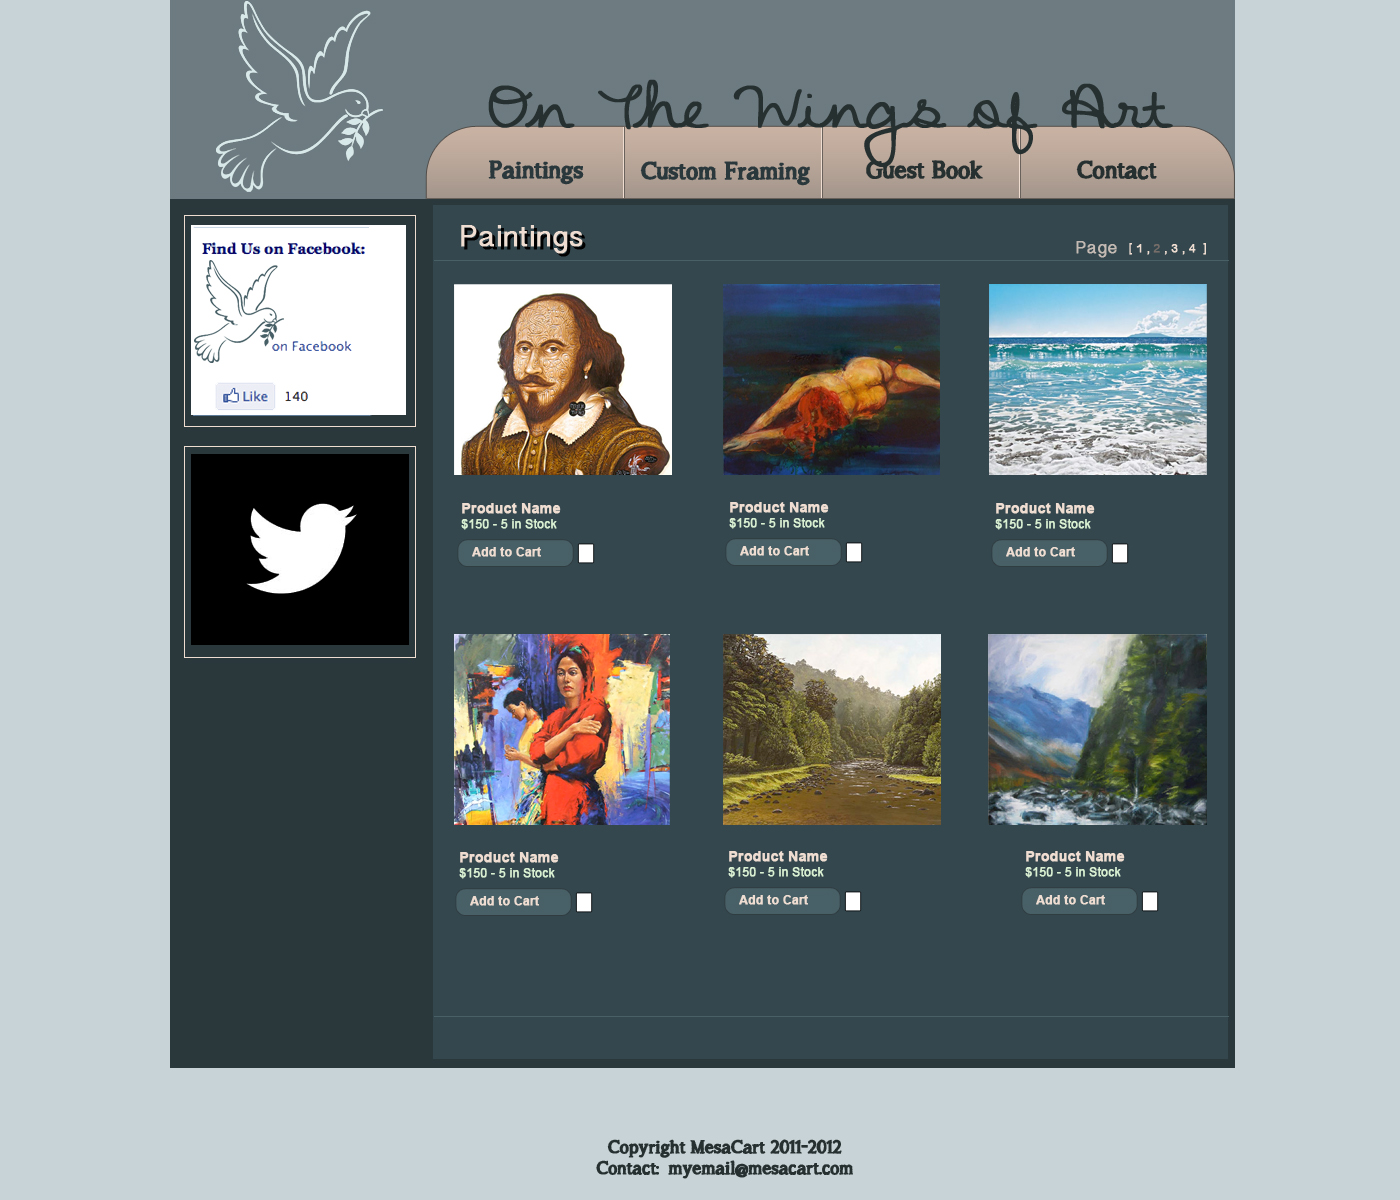 On The Wings of Art
Paintings
Custom Framing
Guest Book
Contact
Find Us on Facebook:
on Facebook
Like 140
Paintings
Page [ 1 , 2 , 3 , 4 ]
Product Name
$150 - 5 in Stock
Add to Cart
Product Name
$150 - 5 in Stock
Add to Cart
Product Name
$150 - 5 in Stock
Add to Cart
Product Name
$150 - 5 in Stock
Add to Cart
Product Name
$150 - 5 in Stock
Add to Cart
Product Name
$150 - 5 in Stock
Add to Cart
Copyright MesaCart 2011-2012
Contact: myemail@mesacart.com